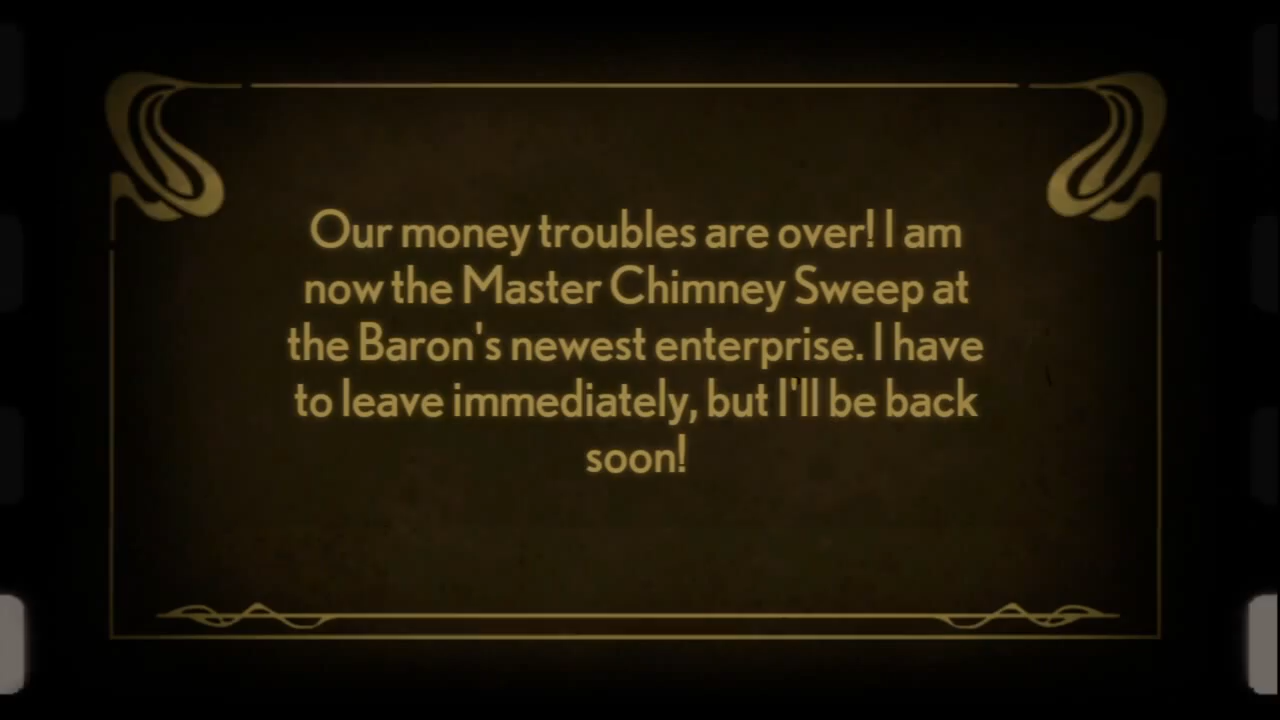 Our money troubles are over! I am
now the Master Chimney Sweep at
the Baron's newest enterprise. I have
to leave immediately, but I'll be back
soon!